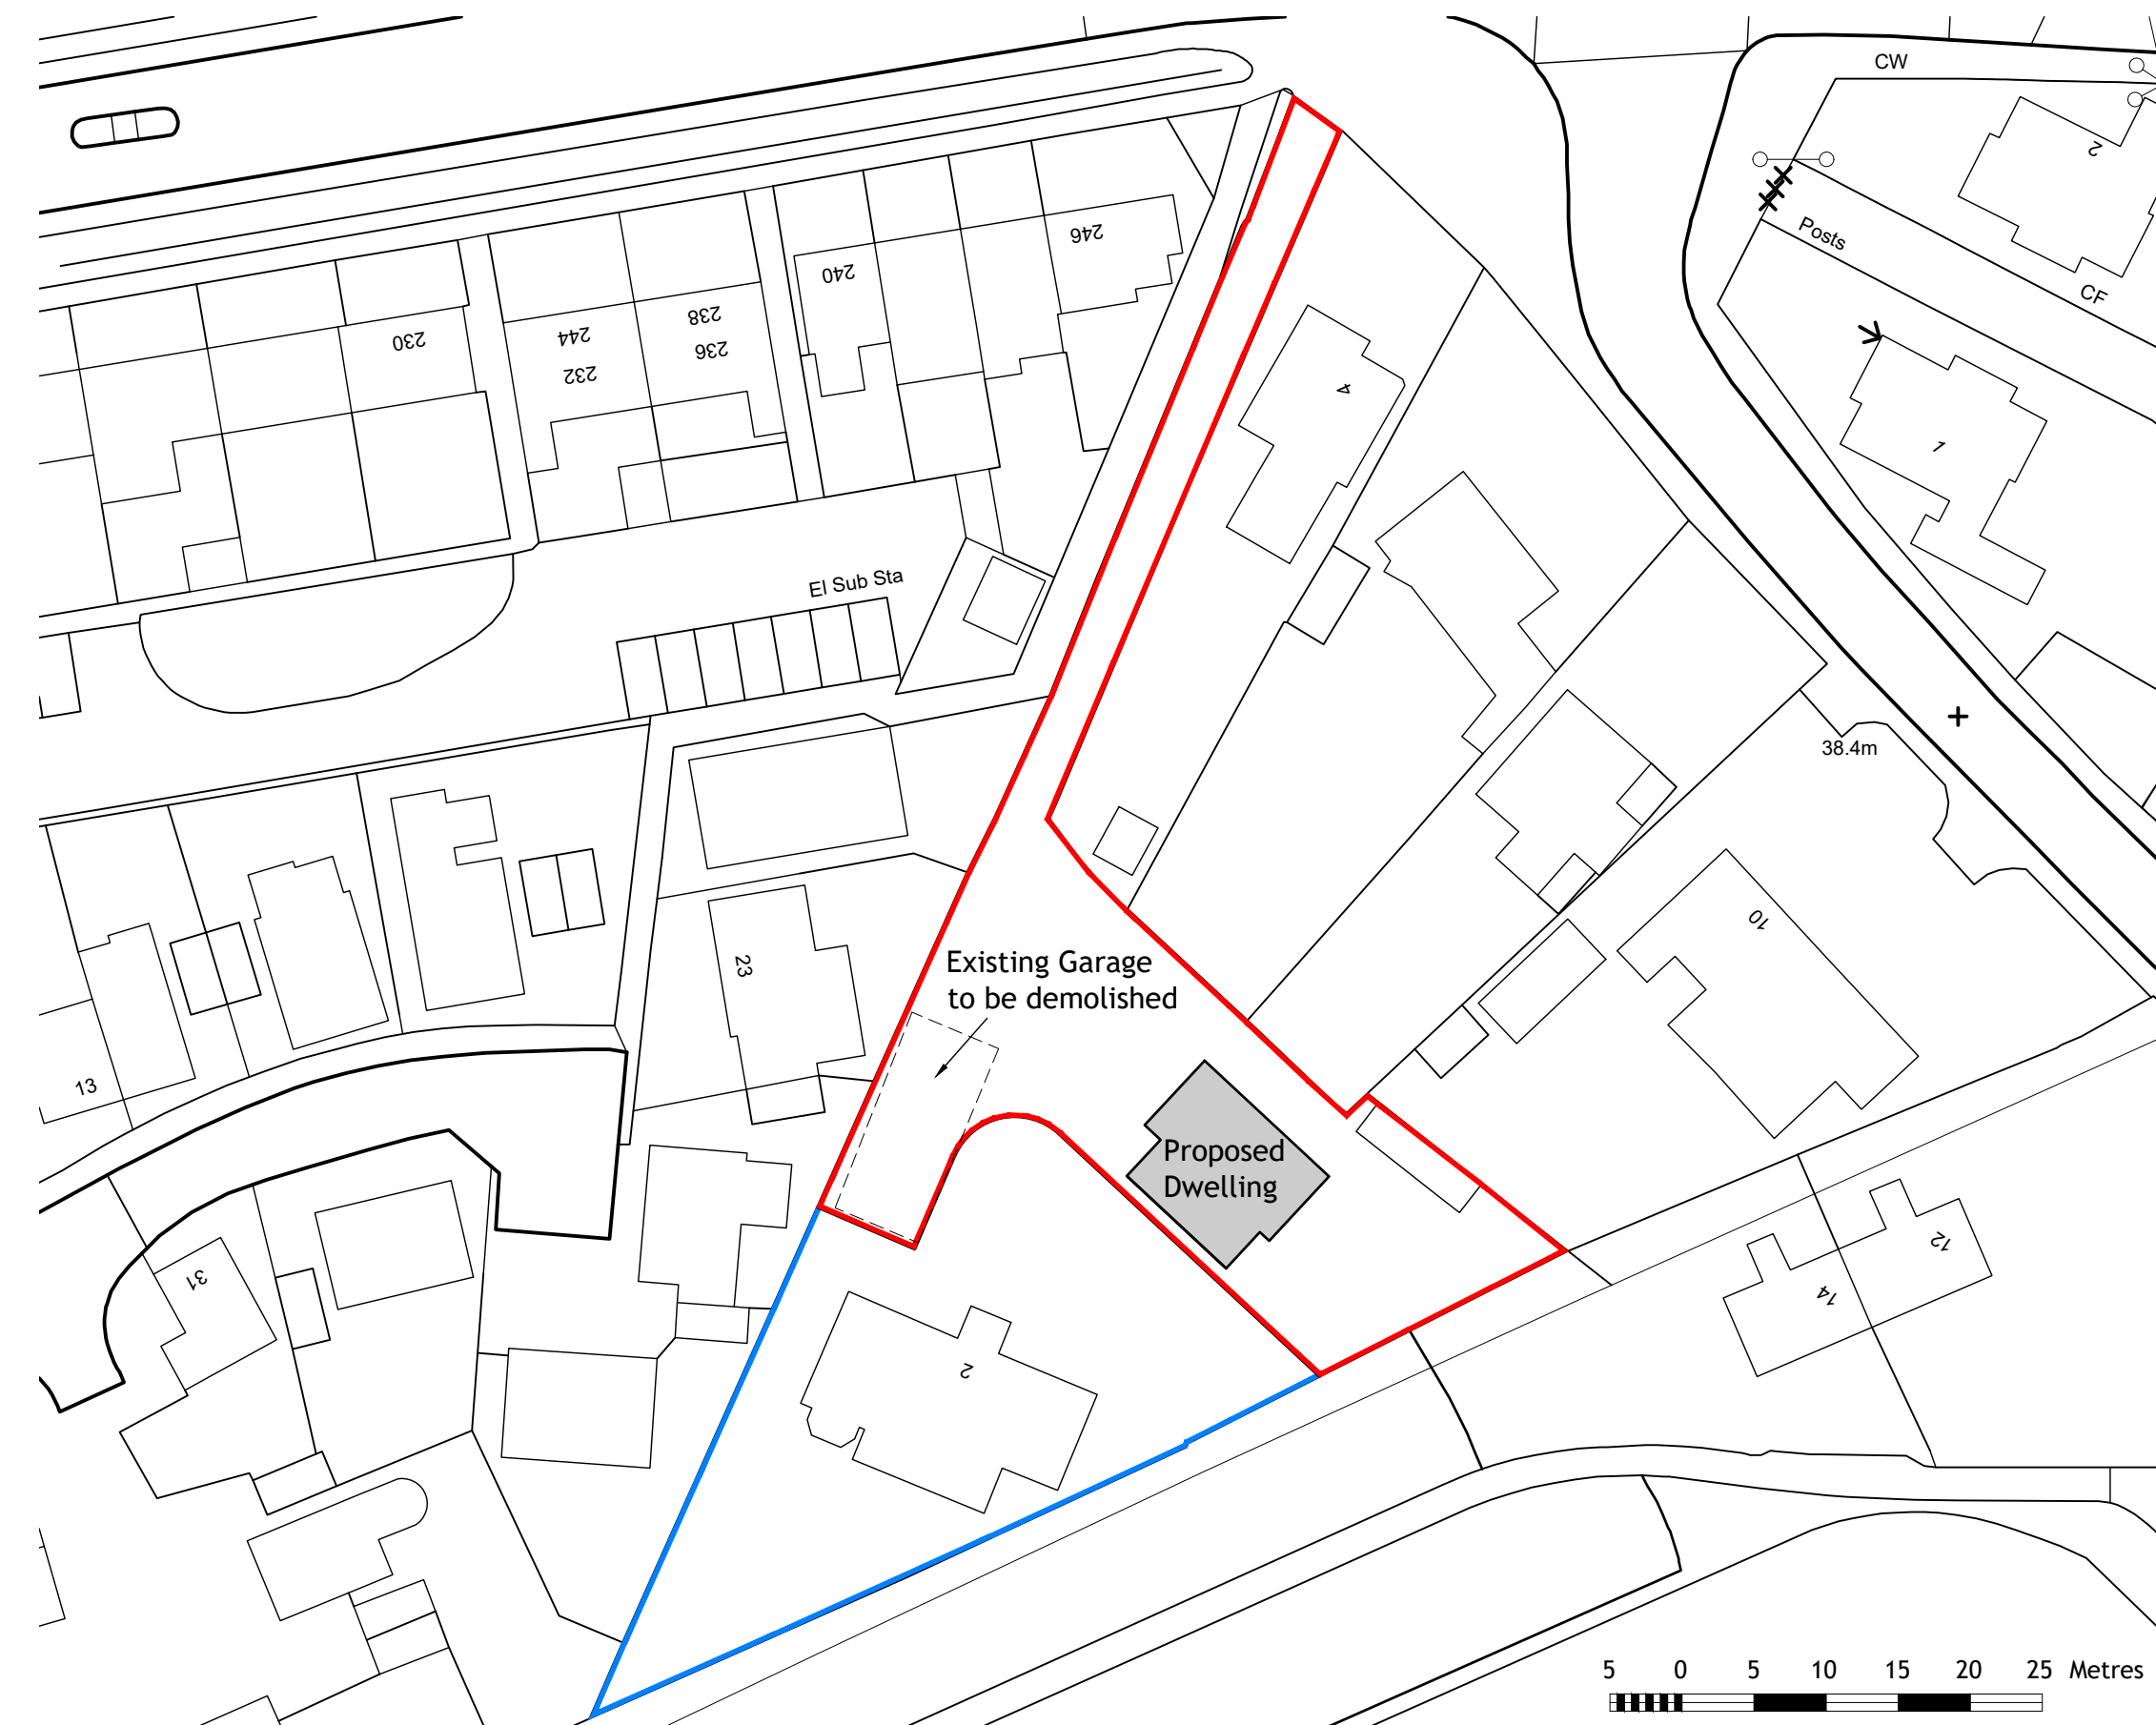 CW
2
Posts
CF
246
240
238
236
244
232
230
4
1
El Sub Sta
38.4m
10
23
Existing Garage
to be demolished
13
Proposed
Dwelling
31
2
12
14
5 0 5 10 15 20 25 Metres